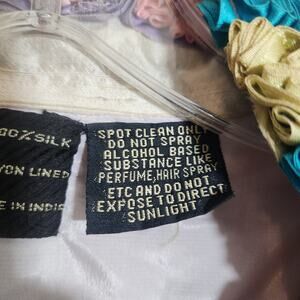 00% SILK
YON LINED
E IN INDIA
SPOT CLEAN ONLY
DO NOT SPRAY
ALCOHOL BASED
SUBSTANCE LIKE
PERFUME, HAIR SPRAY
ETC AND DO NOT
EXPOSE TO DIRECT
SUNLIGHT